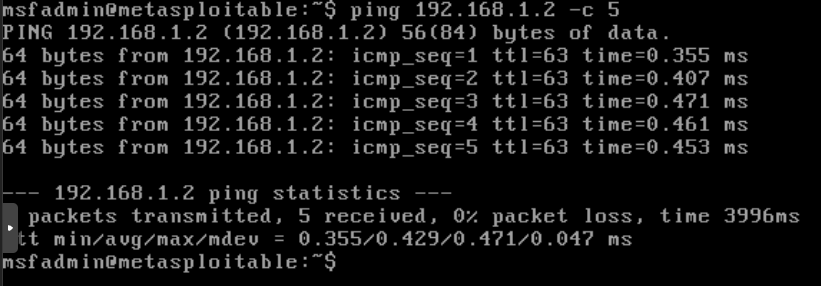 msfadmin@metasploitable:~$ ping 192.168.1.2 -c 5
PING 192.168.1.2 (192.168.1.2) 56(84) bytes of data.
64 bytes from 192.168.1.2: icmp_seq=1 ttl=63 time=0.355 ms
64 bytes from 192.168.1.2: icmp_seq=2 ttl=63 time=0.407 ms
64 bytes from 192.168.1.2: icmp_seq=3 ttl=63 time=0.471 ms
64 bytes from 192.168.1.2: icmp_seq=4 ttl=63 time=0.461 ms
64 bytes from 192.168.1.2: icmp_seq=5 ttl=63 time=0.453 ms
--- 192.168.1.2 ping statistics ---
packets transmitted, 5 received, 0% packet loss, time 3996ms
tt min/avg/max/mdev = 0.355/0.429/0.471/0.047 ms
msfadmin@metasploitable:~$